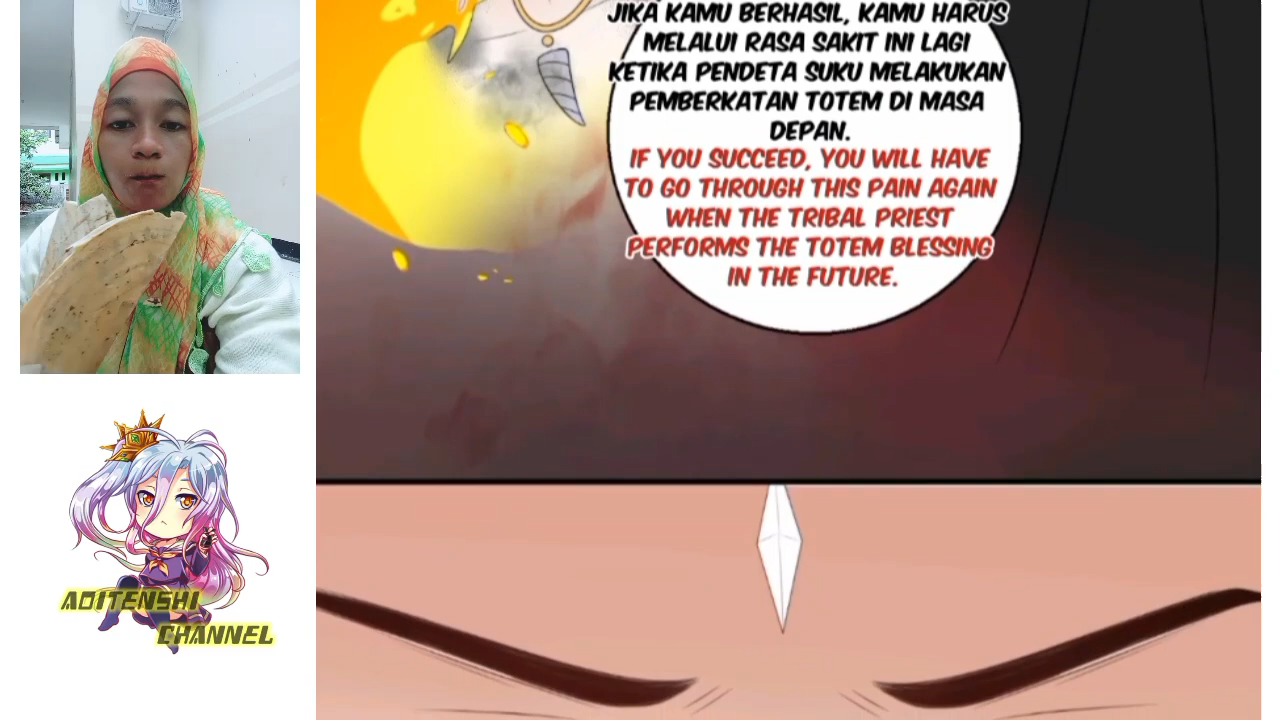 JIKA KAMU BERHASIL, KAMU HARUS
MELALUI RASA SAKIT INI LAGI
KETIKA PENDETA SUKU MELAKUKAN
PEMBERKATAN TOTEM DI MASA
DEPAN.
IF YOU SUCCEED, YOU WILL HAVE
TO GO THROUGH THIS PAIN AGAIN
WHEN THE TRIBAL PRIEST
PERFORMS THE TOTEM BLESSING
IN THE FUTURE.
ADITENSHI
CHANNEL